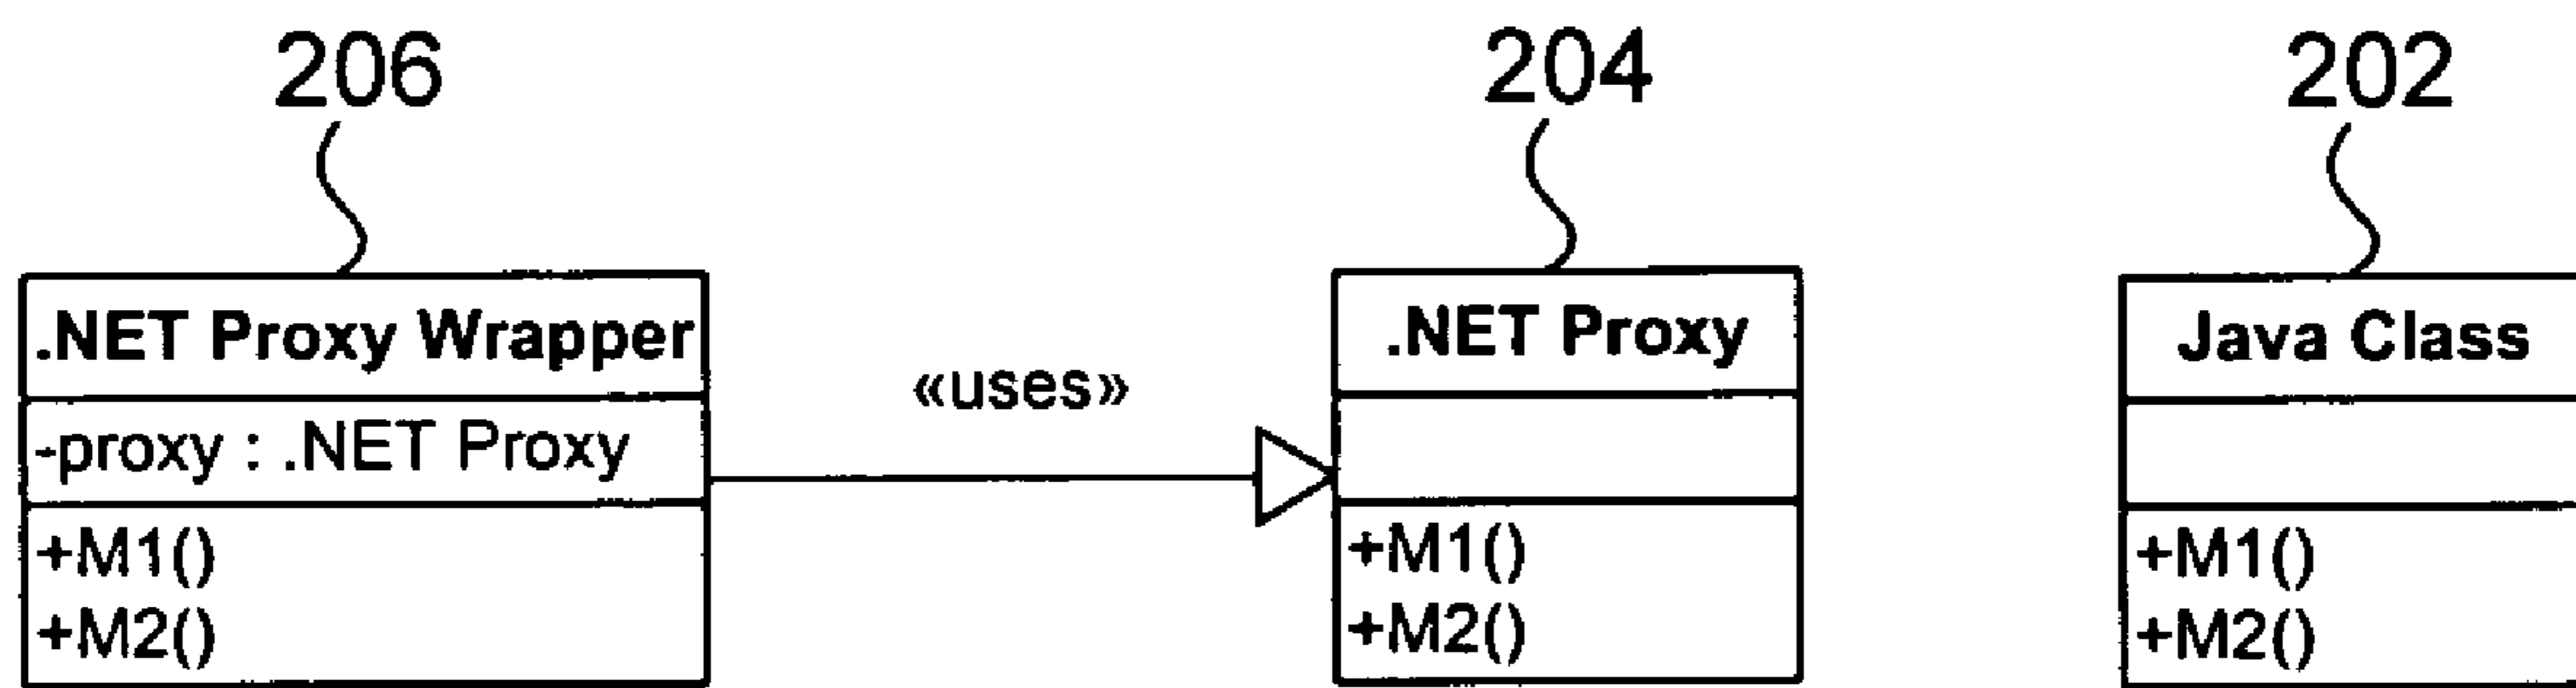 206
204
202
.NET Proxy Wrapper
-proxy : .NET Proxy
+M1()
+M2()
«uses»
.NET Proxy
+M1()
+M2()
Java Class
+M1()
+M2()